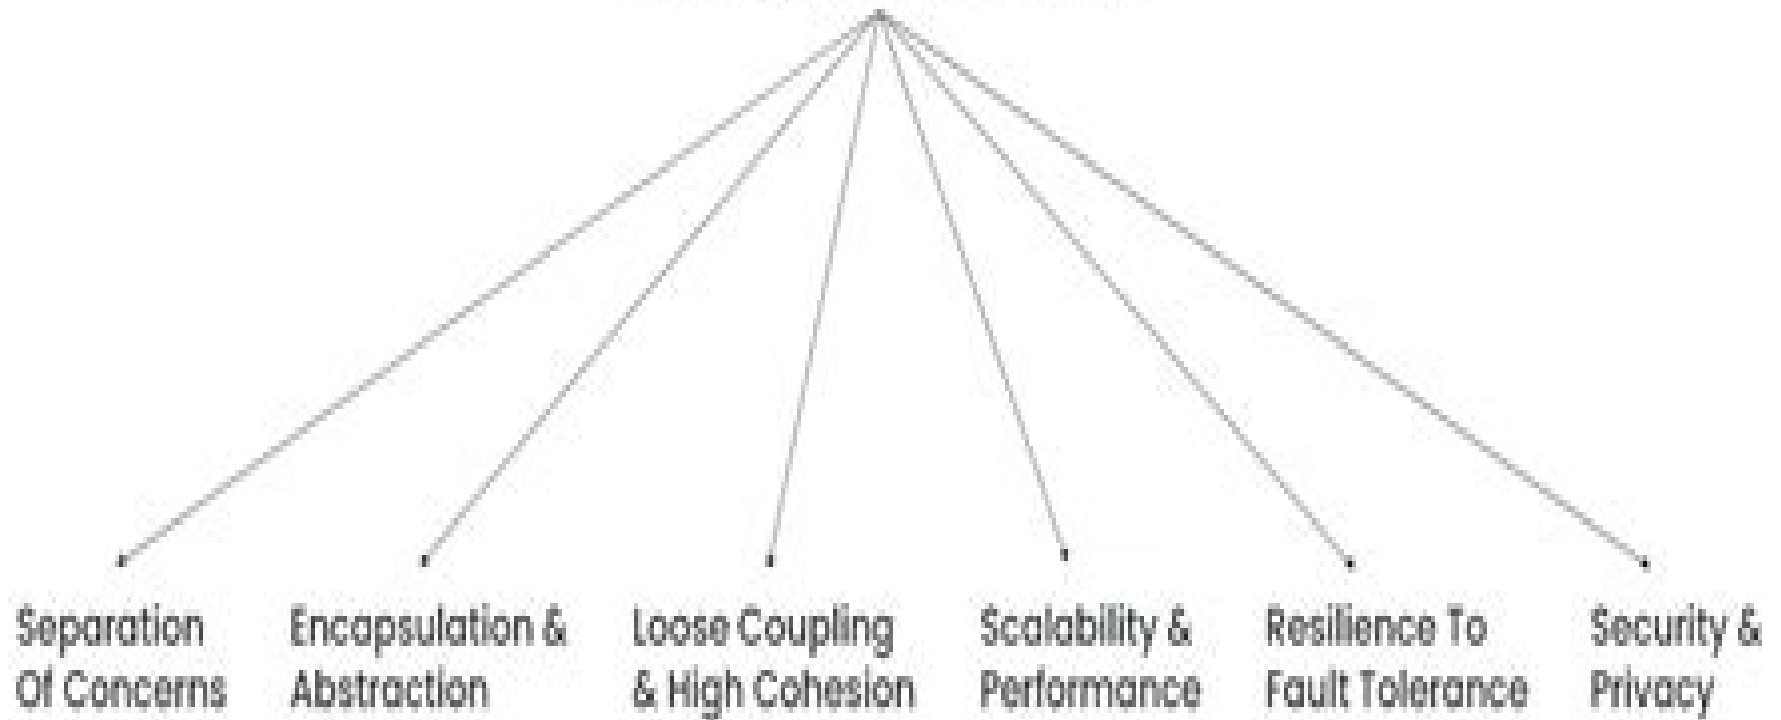 Separation
Of Concerns
Encapsulation &
Abstraction
Loose Coupling
& High Cohesion
Scalability &
Performance
Resilience To
Fault Tolerance
Security &
Privacy